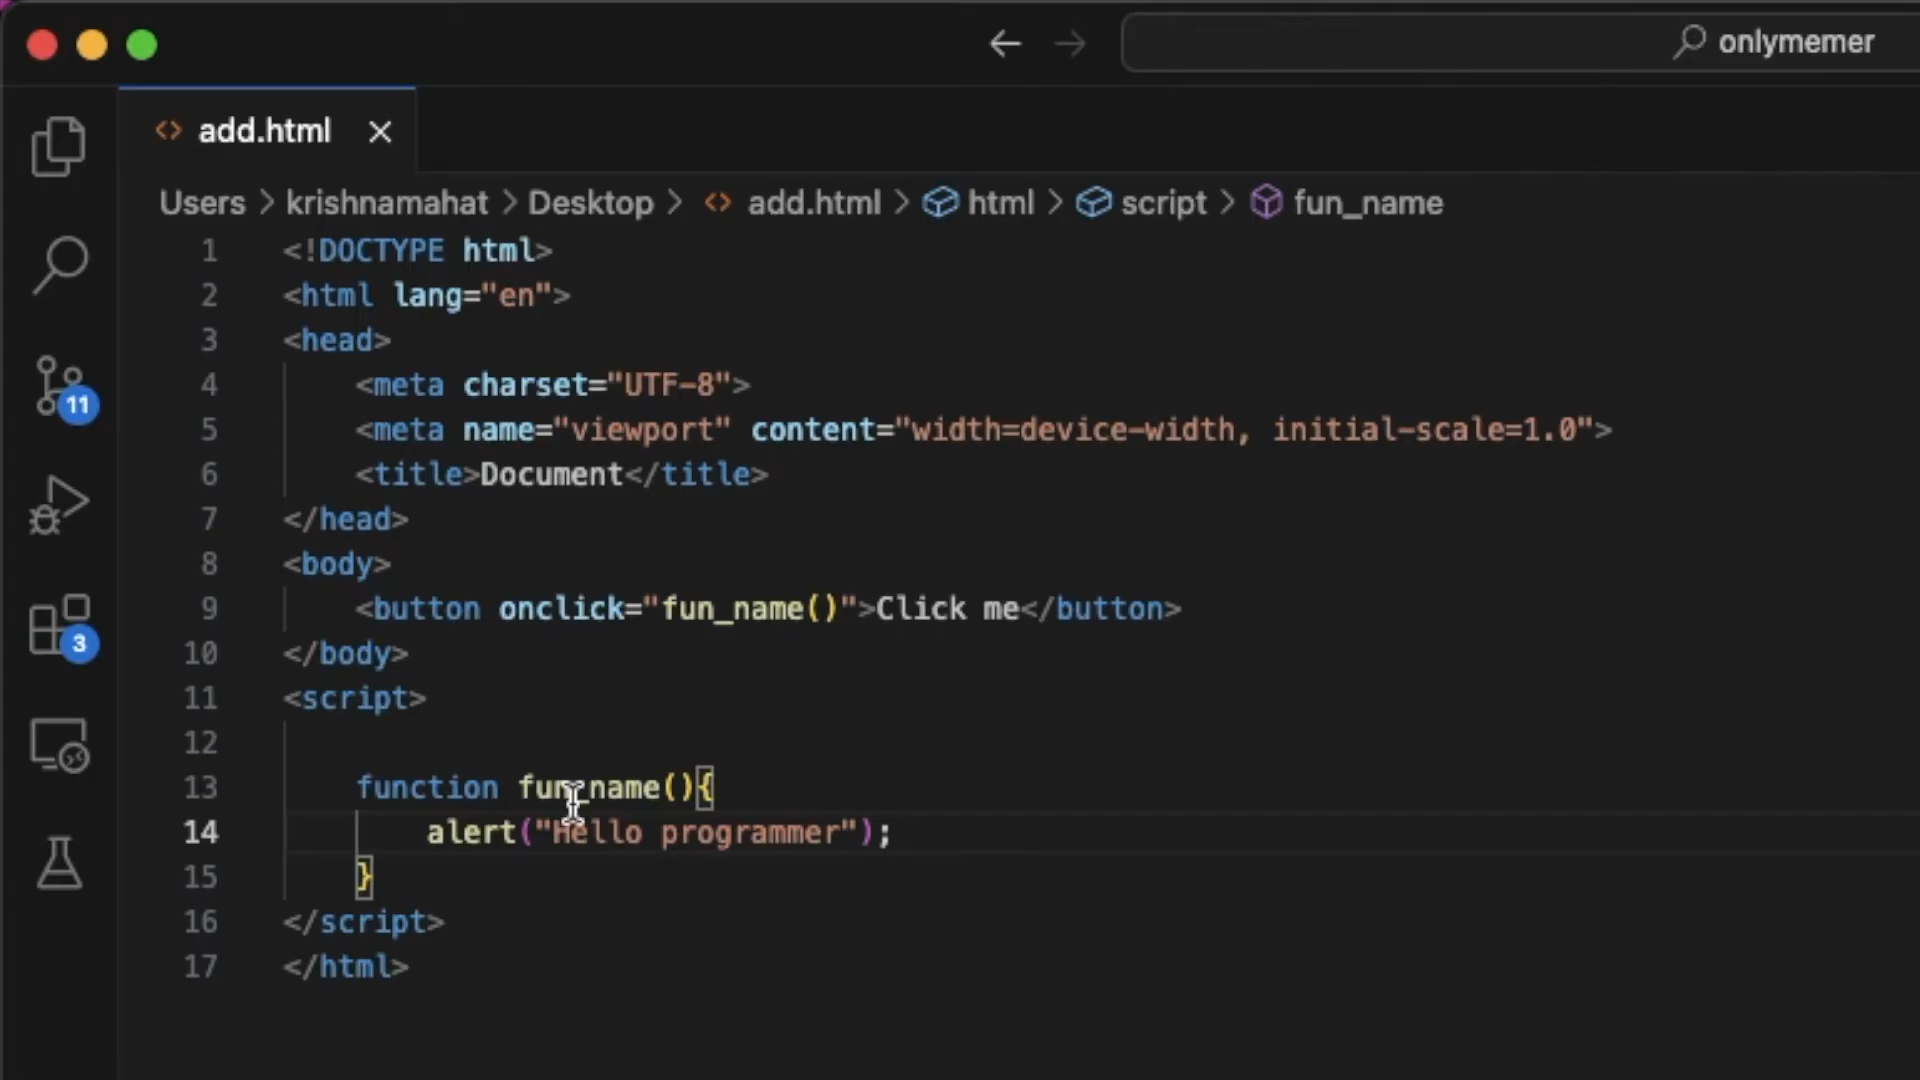 onlymemer
add.html
Users > krishnamahat > Desktop > add.html > html > script > fun_name
1 <!DOCTYPE html>
2 <html lang="en">
3 <head>
4 <meta charset="UTF-8">
5 <meta name="viewport" content="width=device-width, initial-scale=1.0">
6 <title>Document</title>
7 </head>
8 <body>
9 <button onclick="fun_name()">Click me</button>
10 </body>
11 <script>
12
13 function fun_name(){
14 alert("Hello programmer");
15 }
16 </script>
17 </html>
11
3